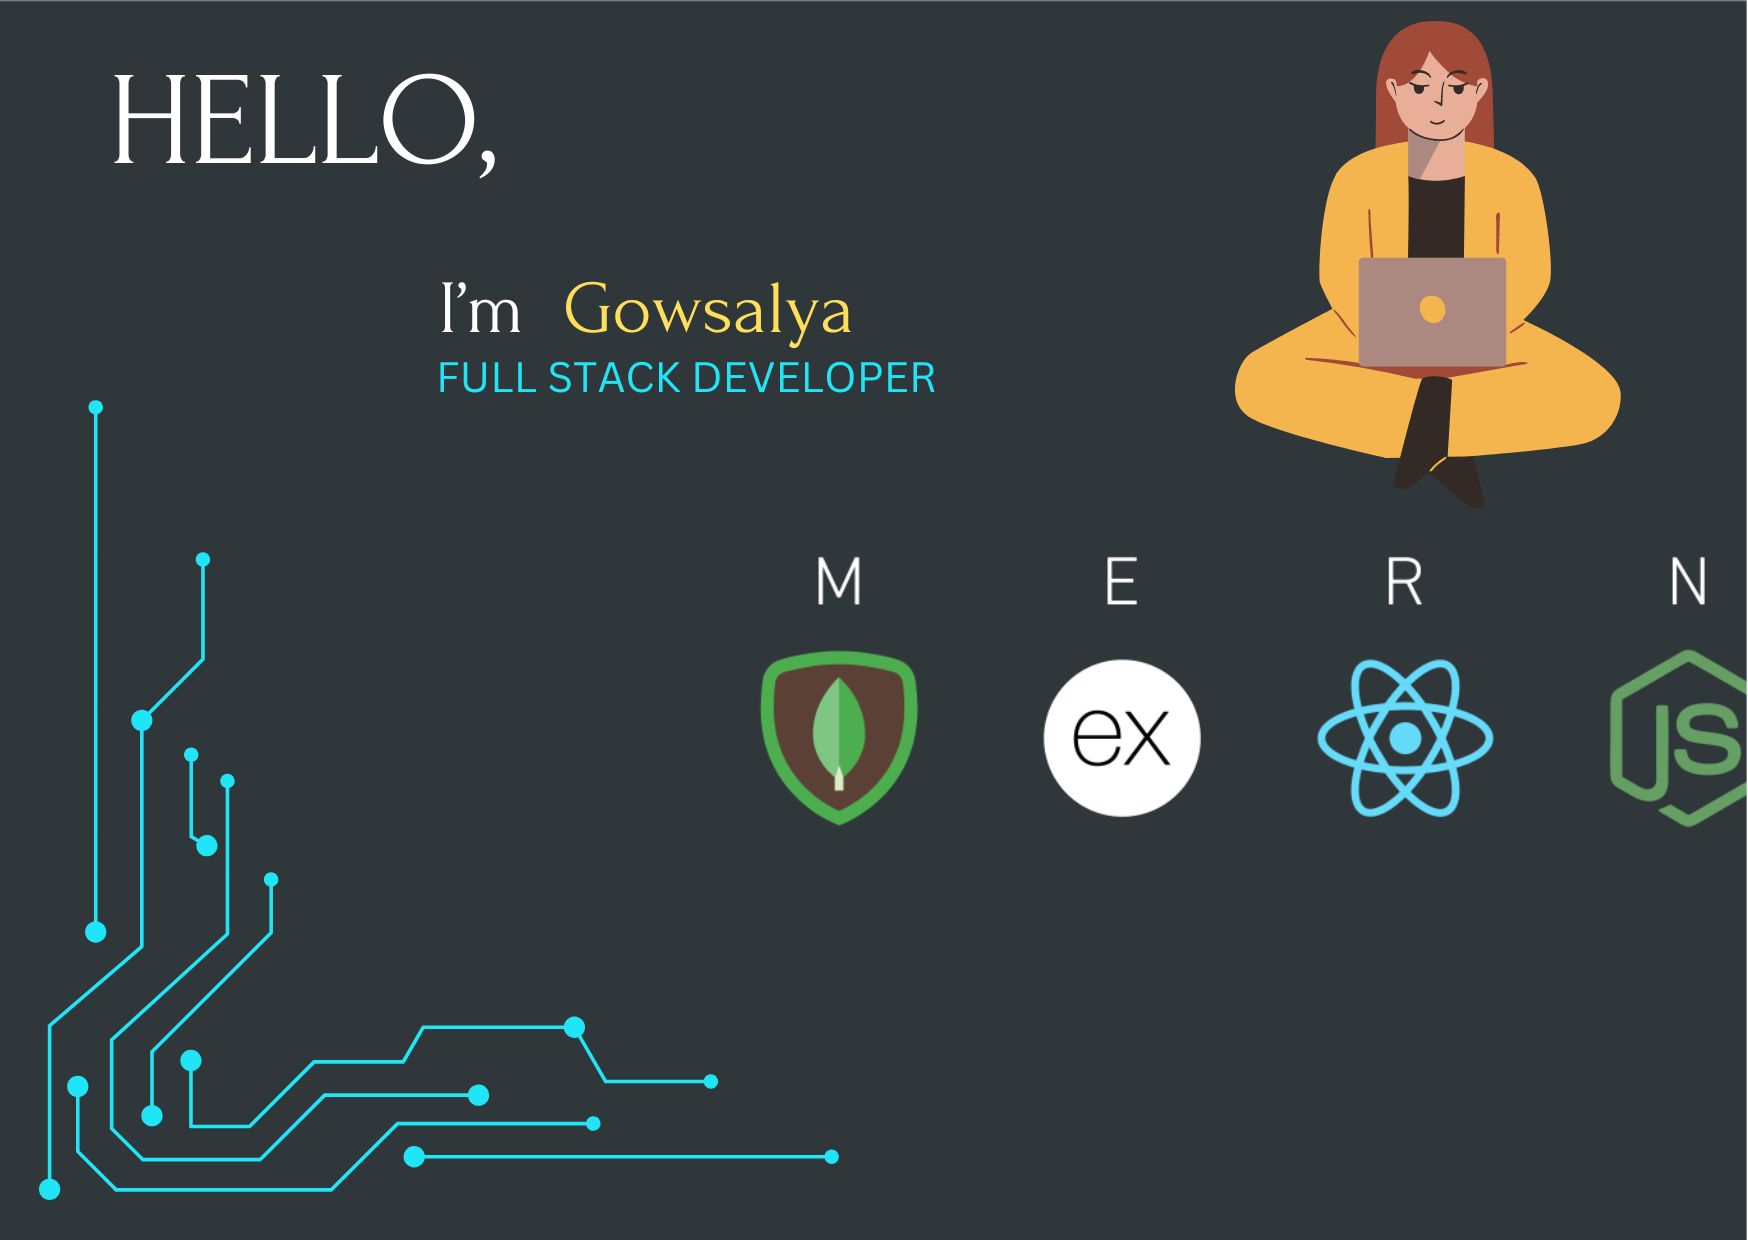 HELLO,
I'm Gowsalya
FULL STACK DEVELOPER
M E R N
ex
JS